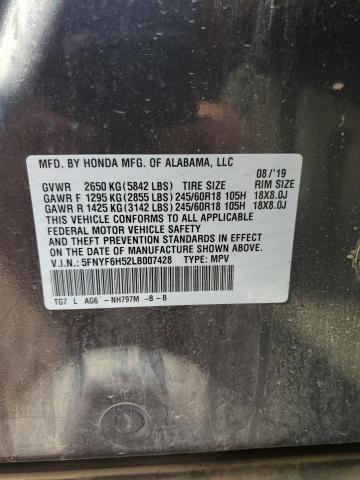 MFD. BY HONDA MFG. OF ALABAMA, LLC
08 / '19
GVWR 2650 KG (5842 LBS) TIRE SIZE RIM SIZE
GAWR F 1295 KG (2855 LBS) 245/60R18 105H 18X8.0J
GAWR R 1425 KG (3142 LBS) 245/60R18 105H 18X8.0J
THIS VEHICLE CONFORMS TO ALL APPLICABLE
FEDERAL MOTOR VEHICLE SAFETY, BUMPER,
AND THEFT PREVENTION STANDARDS IN EFFECT
ON THE DATE OF MANUFACTURE SHOWN ABOVE.
V.I.N.: 5FNYF6H52LB007428 TYPE: MPV
TG7 L AG6 -NH797M -B-B